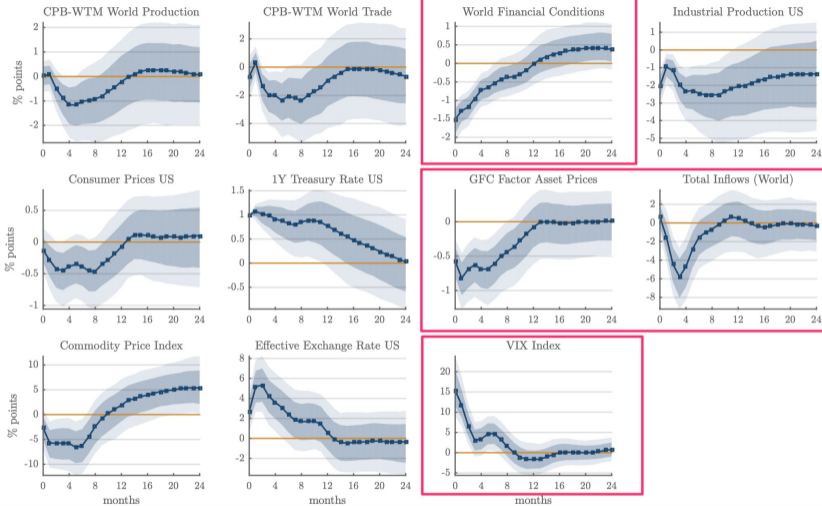 CPB-WTM World Production
2
1
0
-1
-2
% points
0 4 8 12 16 20 24
CPB-WTM World Trade
2
0
-2
-4
0 4 8 12 16 20 24
World Financial Conditions
1
0.5
0
-0.5
-1
-1.5
-2
0 4 8 12 16 20 24
Industrial Production US
1
0
-1
-2
-3
-4
-5
0 4 8 12 16 20 24
Consumer Prices US
0.5
0
-0.5
-1
% points
0 4 8 12 16 20 24
1Y Treasury Rate US
1.5
1
0.5
0
-0.5
0 4 8 12 16 20 24
GFC Factor Asset Prices
0
-0.5
-1
0 4 8 12 16 20 24
Total Inflows (World)
2
0
-2
-4
-6
-8
0 4 8 12 16 20 24
Commodity Price Index
10
5
0
-5
-10
% points
0 4 8 12 16 20 24
months
Effective Exchange Rate US
8
6
4
2
0
-2
0 4 8 12 16 20 24
months
VIX Index
20
15
10
5
0
-5
0 4 8 12 16 20 24
months